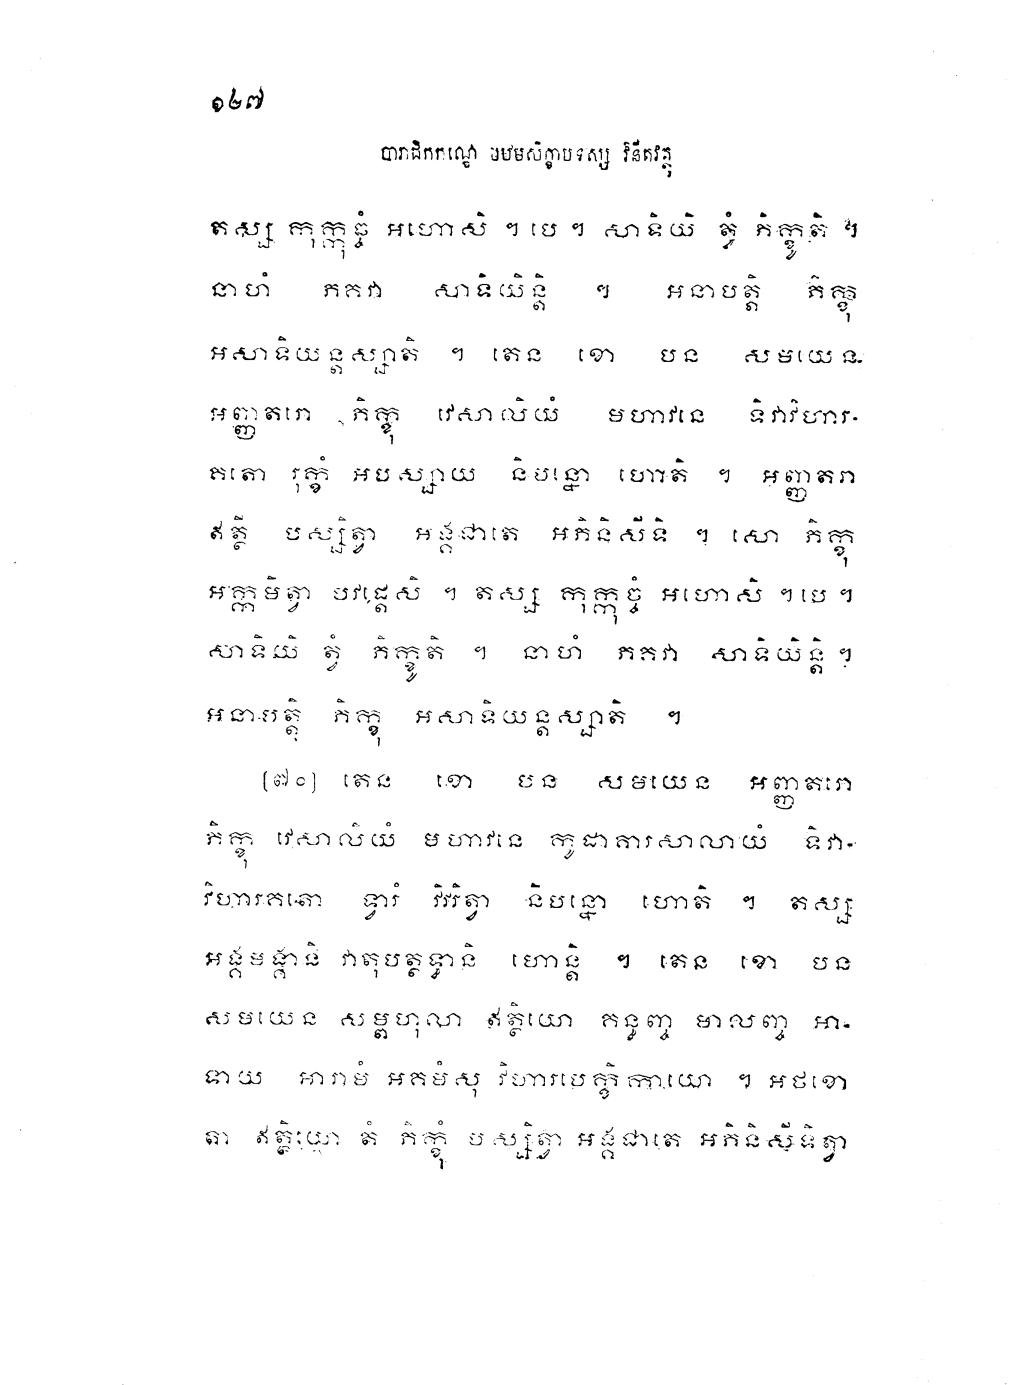 ១២៧
បារាជិកកណ្ឌេ បឋមសិក្ខាបទស្ស វិនីតវត្ថុ
តស្ស កុក្កុច្ចំ អហោសិ ។ បេ ។ សាទិយិ ត្វំ ភិក្ខូតិ ។
នាហំ ភគវា សាទិយិន្តិ ។ អនាបត្តិ ភិក្ខុ
អសាទិយន្តស្សាតិ ។ តេន ខោ បន សមយេន
អញ្ញតរោ ភិក្ខុ វេសាលិយំ មហាវនេ ទិវាវិហារ-
គតោ រុក្ខំ អបស្សាយ និបន្នោ ហោតិ ។ អញ្ញតរា
ឥត្ថី បស្សិត្វា អង្គជាតេ អភិនិសីទិ ។ សោ ភិក្ខុ
អក្កមិត្វា បវដ្តេសិ ។ តស្ស កុក្កុច្ចំ អហោសិ ។ បេ ។
សាទិយិ ត្វំ ភិក្ខូតិ ។ នាហំ ភគវា សាទិយិន្តិ ។
អនាបត្តិ ភិក្ខុ អសាទិយន្តស្សាតិ ។
[៧០] តេន ខោ បន សមយេន អញ្ញតរោ
ភិក្ខុ វេសាលិយំ មហាវនេ កូដាគារសាលាយំ ទិវា-
វិហារគតោ ទ្វារំ វិវរិត្វា និបន្នោ ហោតិ ។ តស្ស
អង្គមង្គានិ វាតុបត្ថទ្ធានិ ហោន្តិ ។ តេន ខោ បន
សមយេន សម្ពហុលា ឥត្ថិយោ គន្ធញ្ច មាលញ្ច អា-
ទាយ អារាមំ អគមំសុ វិហារបេក្ខិកាយោ ។ អថខោ
តា ឥត្ថិយោ តំ ភិក្ខុំ បស្សិត្វា អង្គជាតេ អភិនិសីទិត្វា